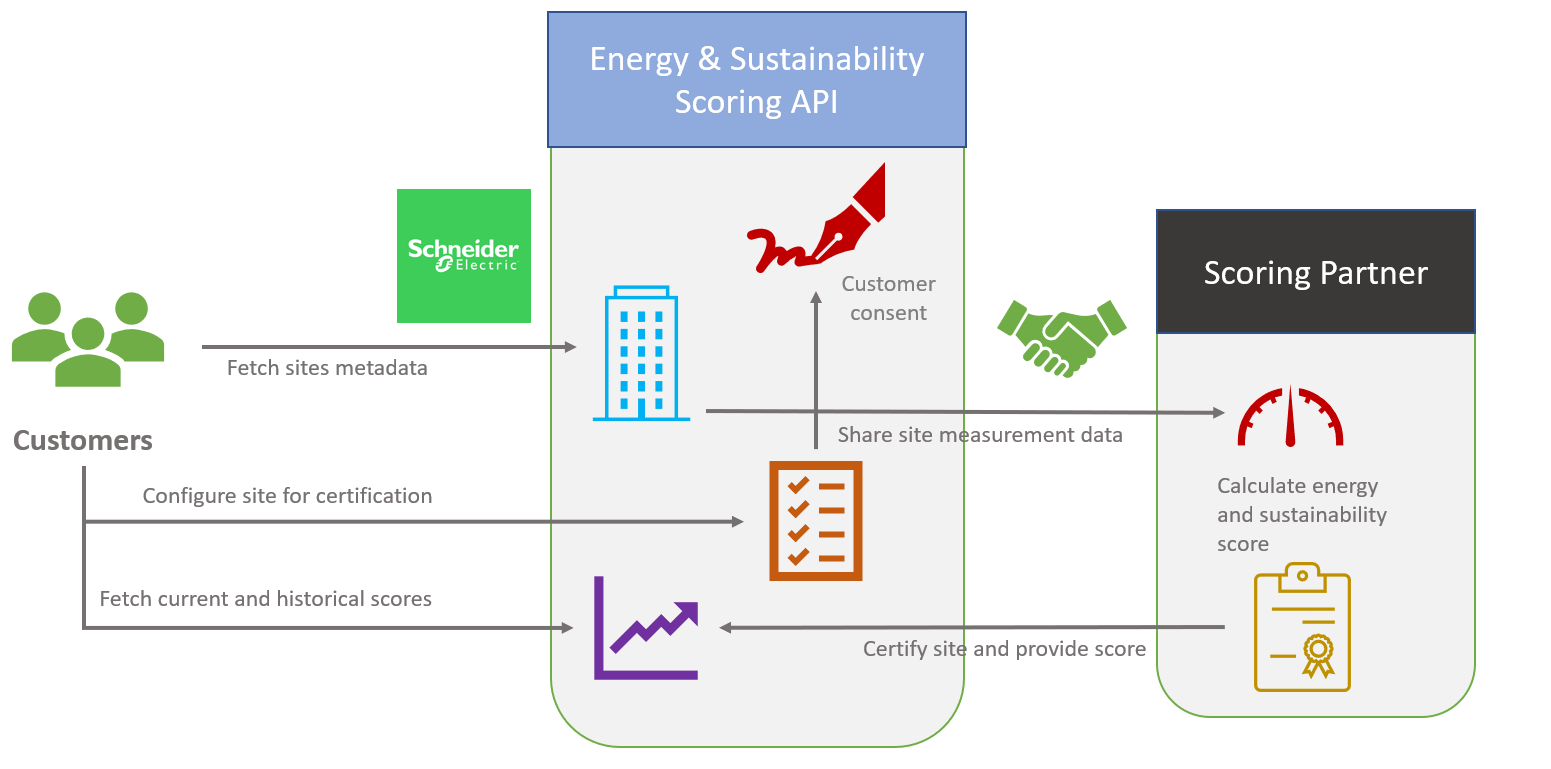 Energy & Sustainability
Scoring API
Schneider
Electric
Customer
consent
Scoring Partner
Fetch sites metadata
Customers
Share site measurement data
Configure site for certification
Calculate energy
and sustainability
score
Fetch current and historical scores
Certify site and provide score